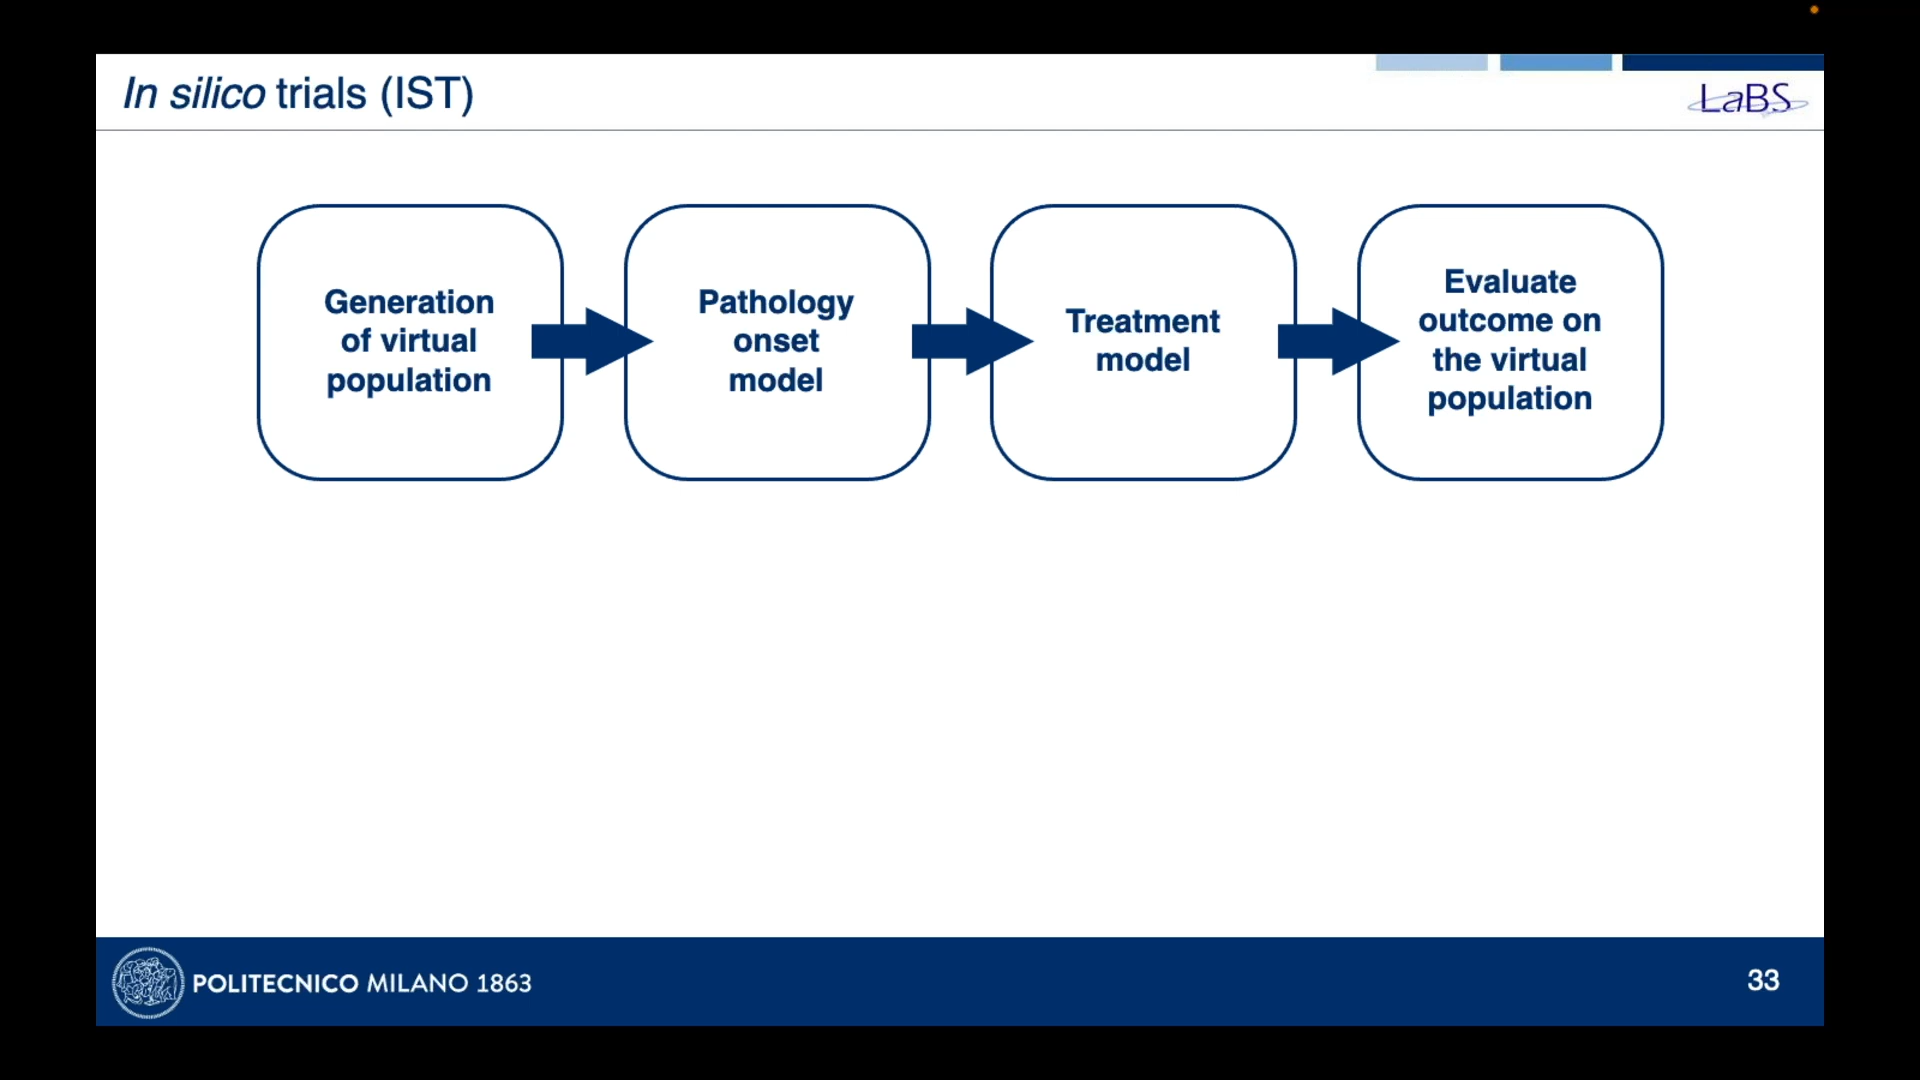 In silico trials (IST)
LaBS
Generation
of virtual
population
Pathology
onset
model
Treatment
model
Evaluate
outcome on
the virtual
population
POLITECNICO MILANO 1863
33